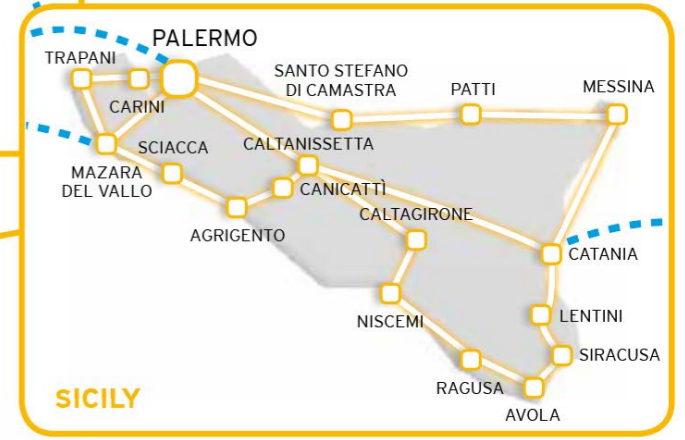 PALERMO
TRAPANI
SANTO STEFANO
DI CAMASTRA
PATTI
MESSINA
CARINI
SCIACCA
CALTANISSETTA
MAZARA
DEL VALLO
CANICATTÌ
CALTAGIRONE
AGRIGENTO
CATANIA
NISCEMI
LENTINI
SIRACUSA
RAGUSA
SICILY
AVOLA